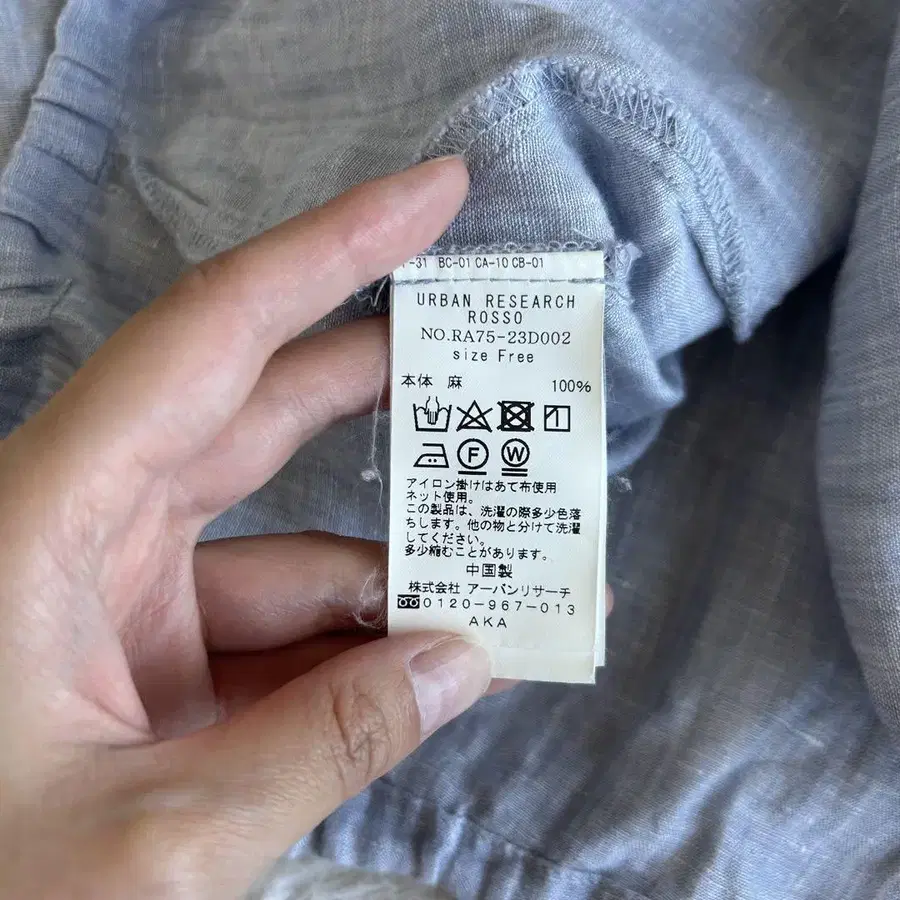 -31 BC-01 CA-10 CB-01
URBAN RESEARCH
ROSSO
NO.RA75-23D002
size Free
本体 麻 100%
F W
アイロン掛けはあて布使用
ネット使用。
この製品は、洗濯の際多少色落
ちします。他の物と分けて洗濯
してください。
多少縮むことがあります。
中国製
株式会社 アーバンリサーチ
0120-967-013
AKA